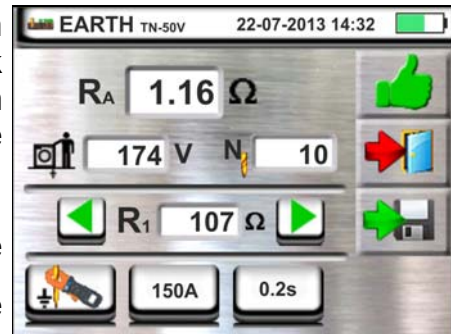 EARTH TN-50V 22-07-2013 14:32
RA 1.16 Ω
174 V N 10
R1 107 Ω
150A 0.2s